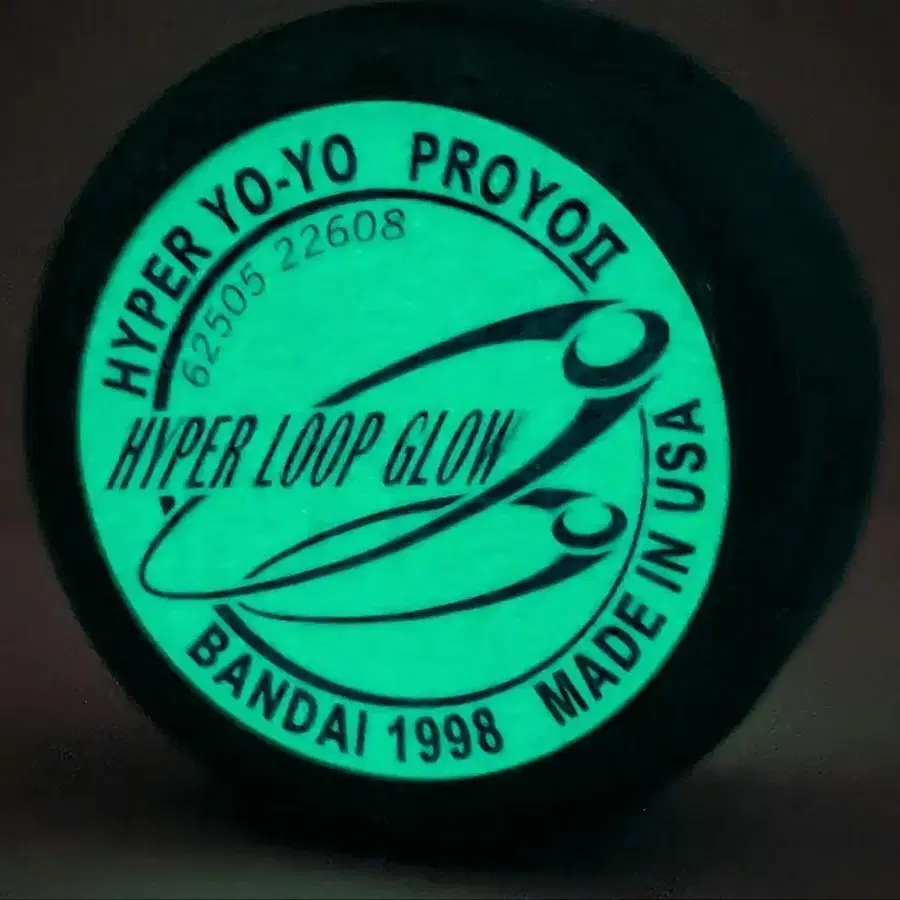 HYPER YO-YO PROYOII
62505 22608
HYPER LOOP GLOW
BANDAI 1998 MADE IN USA